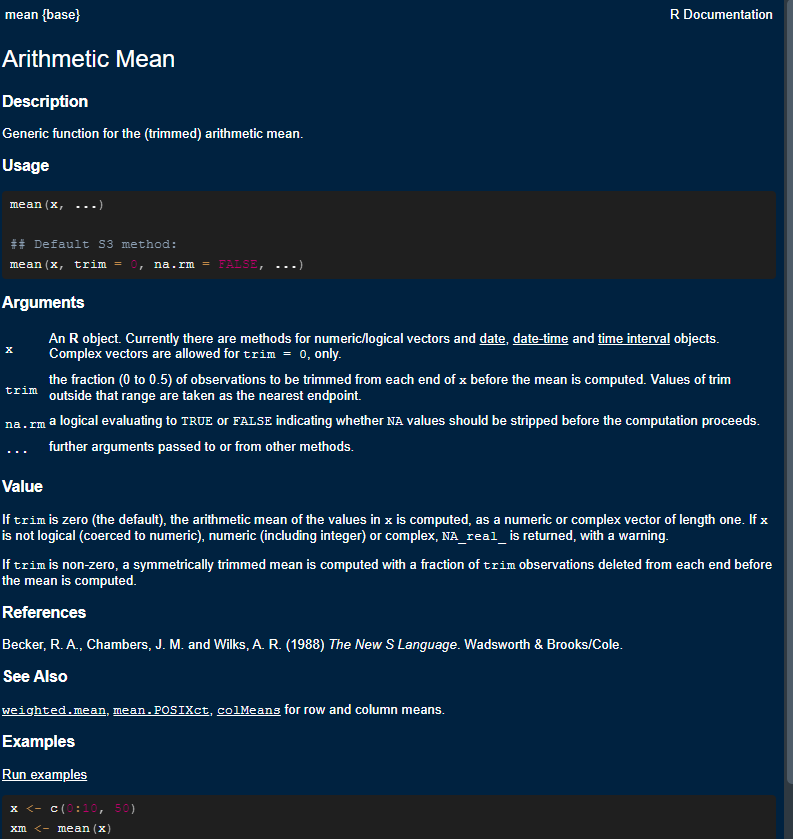 mean {base} R Documentation
Arithmetic Mean
Description
Generic function for the (trimmed) arithmetic mean.
Usage
mean(x, ...)
## Default S3 method:
mean(x, trim = 0, na.rm = FALSE, ...)
Arguments
x An R object. Currently there are methods for numeric/logical vectors and date, date-time and time interval objects.
Complex vectors are allowed for trim = 0, only.
trim the fraction (0 to 0.5) of observations to be trimmed from each end of x before the mean is computed. Values of trim
outside that range are taken as the nearest endpoint.
na.rm a logical evaluating to TRUE or FALSE indicating whether NA values should be stripped before the computation proceeds.
... further arguments passed to or from other methods.
Value
If trim is zero (the default), the arithmetic mean of the values in x is computed, as a numeric or complex vector of length one. If x
is not logical (coerced to numeric), numeric (including integer) or complex, NA_real_ is returned, with a warning.
If trim is non-zero, a symmetrically trimmed mean is computed with a fraction of trim observations deleted from each end before
the mean is computed.
References
Becker, R. A., Chambers, J. M. and Wilks, A. R. (1988) The New S Language. Wadsworth & Brooks/Cole.
See Also
weighted.mean, mean.POSIXct, colMeans for row and column means.
Examples
Run examples
x <- c(0:10, 50)
xm <- mean(x)